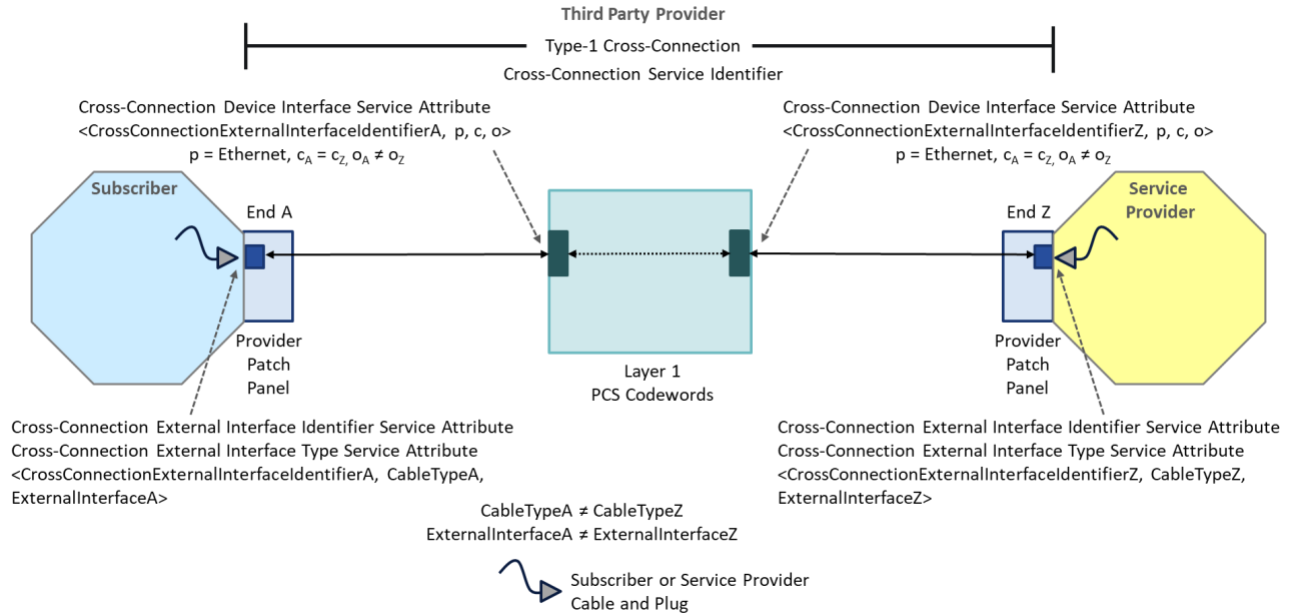 Third Party Provider
Type-1 Cross-Connection
Cross-Connection Service Identifier
Cross-Connection Device Interface Service Attribute
<CrossConnectionExternalInterfaceIdentifierA, p, c, o>
p = Ethernet, cA = cZ, oA ≠ oZ
Cross-Connection Device Interface Service Attribute
<CrossConnectionExternalInterfaceIdentifierZ, p, c, o>
p = Ethernet, cA = cZ, oA ≠ oZ
Subscriber
End A
End Z
Service
Provider
Provider
Patch
Panel
Layer 1
PCS Codewords
Provider
Patch
Panel
Cross-Connection External Interface Identifier Service Attribute
Cross-Connection External Interface Type Service Attribute
<CrossConnectionExternalInterfaceIdentifierA, CableTypeA,
ExternalInterfaceA>
Cross-Connection External Interface Identifier Service Attribute
Cross-Connection External Interface Type Service Attribute
<CrossConnectionExternalInterfaceIdentifierZ, CableTypeZ,
ExternalInterfaceZ>
CableTypeA ≠ CableTypeZ
ExternalInterfaceA ≠ ExternalInterfaceZ
Subscriber or Service Provider
Cable and Plug